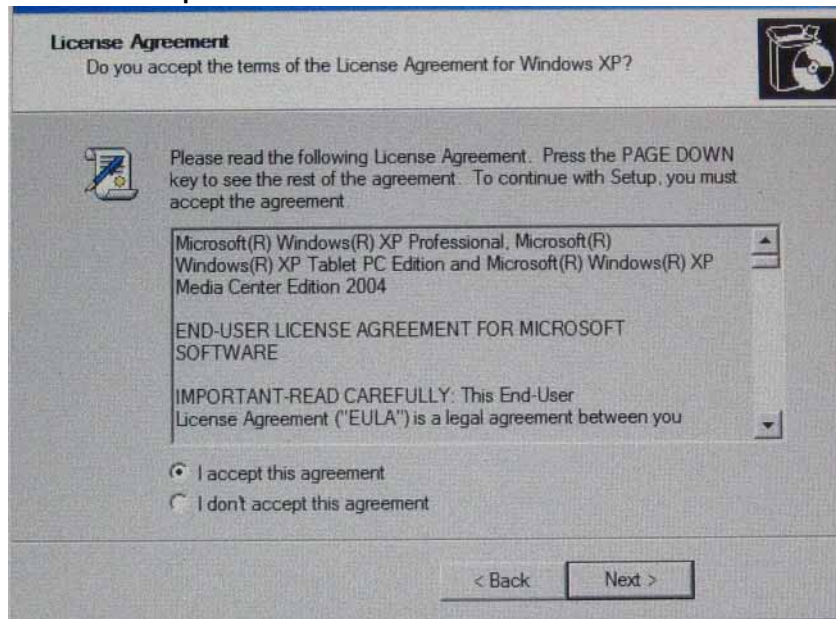 License Agreement
Do you accept the terms of the License Agreement for Windows XP?
Please read the following License Agreement. Press the PAGE DOWN
key to see the rest of the agreement. To continue with Setup, you must
accept the agreement.
Microsoft(R) Windows(R) XP Professional, Microsoft(R)
Windows(R) XP Tablet PC Edition and Microsoft(R) Windows(R) XP
Media Center Edition 2004
END-USER LICENSE AGREEMENT FOR MICROSOFT
SOFTWARE
IMPORTANT-READ CAREFULLY: This End-User
License Agreement ("EULA") is a legal agreement between you
I accept this agreement
I don't accept this agreement
< Back Next >